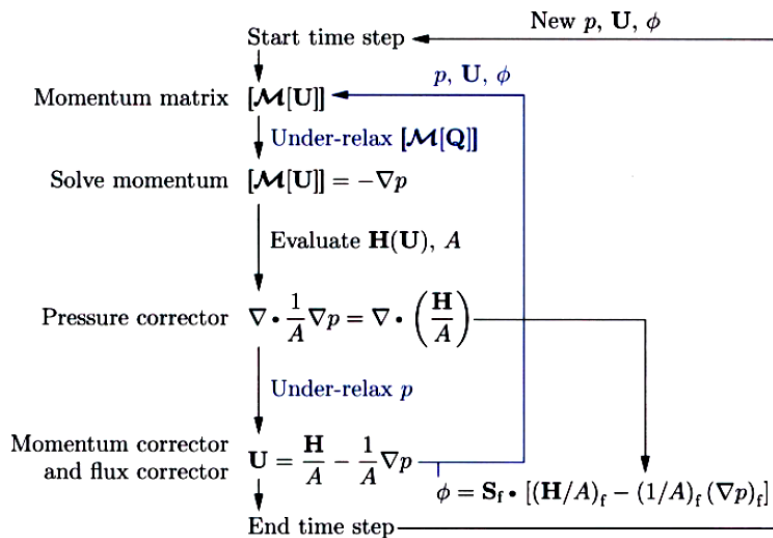 New p, U, ϕ
Start time step
p, U, ϕ
Momentum matrix [𝓜[U]]
Under-relax [𝓜[Q]]
Solve momentum [𝓜[U]] = −∇p
Evaluate H(U), A
Pressure corrector ∇ • 1/A ∇p = ∇ • (H/A)
Under-relax p
Momentum corrector
and flux corrector U = H/A − 1/A ∇p
ϕ = S_f • [(H/A)_f − (1/A)_f (∇p)_f]
End time step